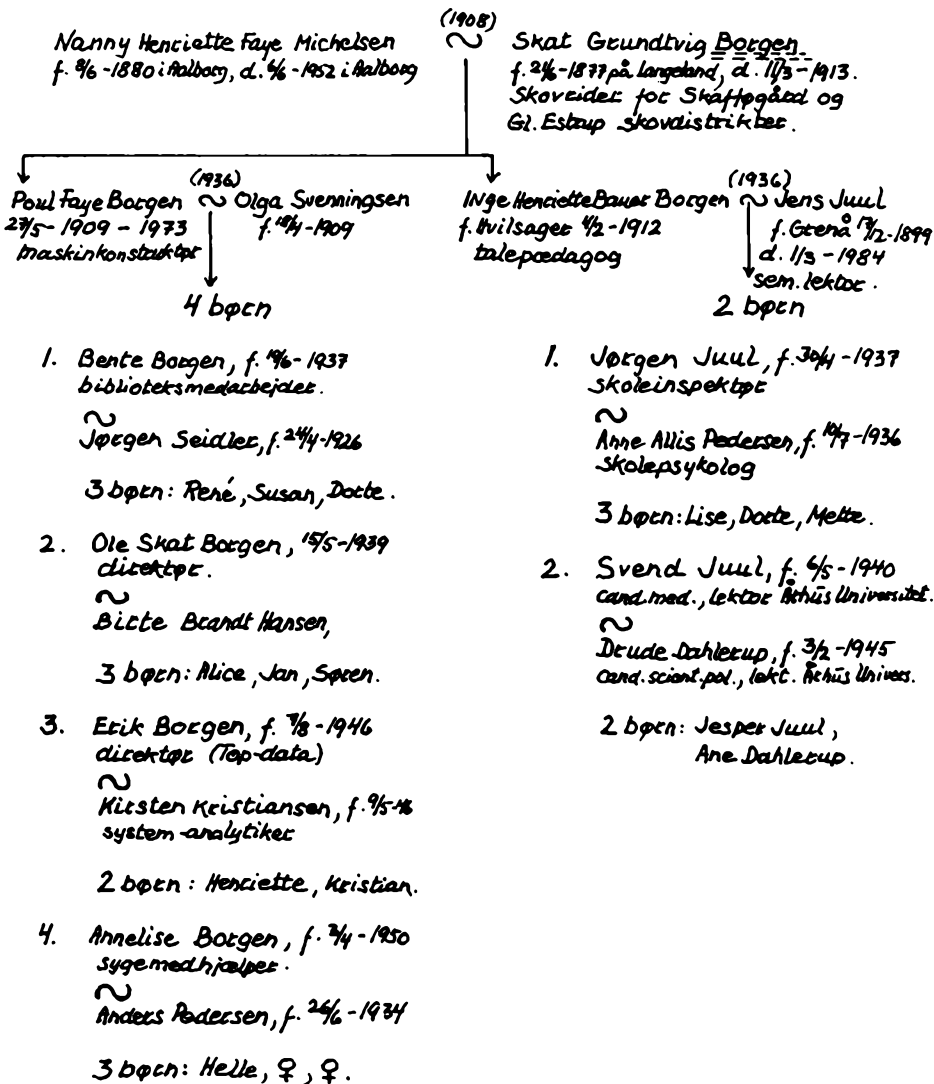 (1908)
Nanny Henriette Faye Michelsen ~ Skat Grundtvig Borgen
f. 8/6-1880 i Aalborg, d. 6/6-1952 i Aalborg
f. 21/6-1877 på Langeland, d. 11/3-1913.
Skovrider for Skafføgård og
Gl. Estrup skovdistrikter.
(1936)
Poul Faye Borgen ~ Olga Svenningsen
27/5-1909-1973
f. 18/4-1909
maskinkonstruktør
4 børn
1. Bente Borgen, f. 19/6-1937
biblioteksmedarbejder.
~
Jørgen Seidler, f. 24/4-1926
3 børn: René, Susan, Dorte.
2. Ole Skat Borgen, 15/5-1939
direktør.
~
Birte Brandt Hansen,
3 børn: Alice, Jan, Søren.
3. Erik Borgen, f. 7/8-1946
direktør (Top-data)
~
Kirsten Kristiansen, f. 9/5-46
system-analytiker
2 børn: Henriette, Kristian.
4. Annelise Borgen, f. 2/4-1950
sygemedhjælper.
~
Anders Pedersen, f. 26/6-1934
3 børn: Helle, ♀, ♀.
(1936)
Inge Henriette Bauer Borgen ~ Jens Juul
f. Hvilsager 4/2-1912
talepædagog
f. Grenå 17/2-1899
d. 1/3-1984
sem. lektor.
2 børn
1. Jørgen Juul, f. 30/4-1937
skoleinspektør
~
Anne Allis Pedersen, f. 10/7-1936
skolepsykolog
3 børn: Lise, Dorte, Mette.
2. Svend Juul, f. 6/5-1940
cand.med., lektor Århus Universitet.
~
Drude Dahlerup, f. 3/2-1945
cand. scient. pol., lekt. Århus Univers.
2 børn: Jesper Juul,
Ane Dahlerup.